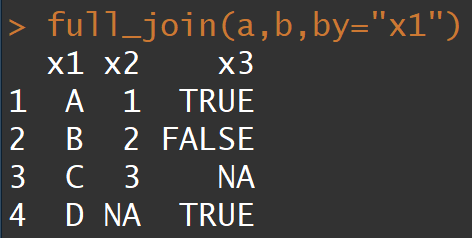 > full_join(a,b,by="x1")
  x1 x2    x3
1  A  1  TRUE
2  B  2 FALSE
3  C  3    NA
4  D NA  TRUE